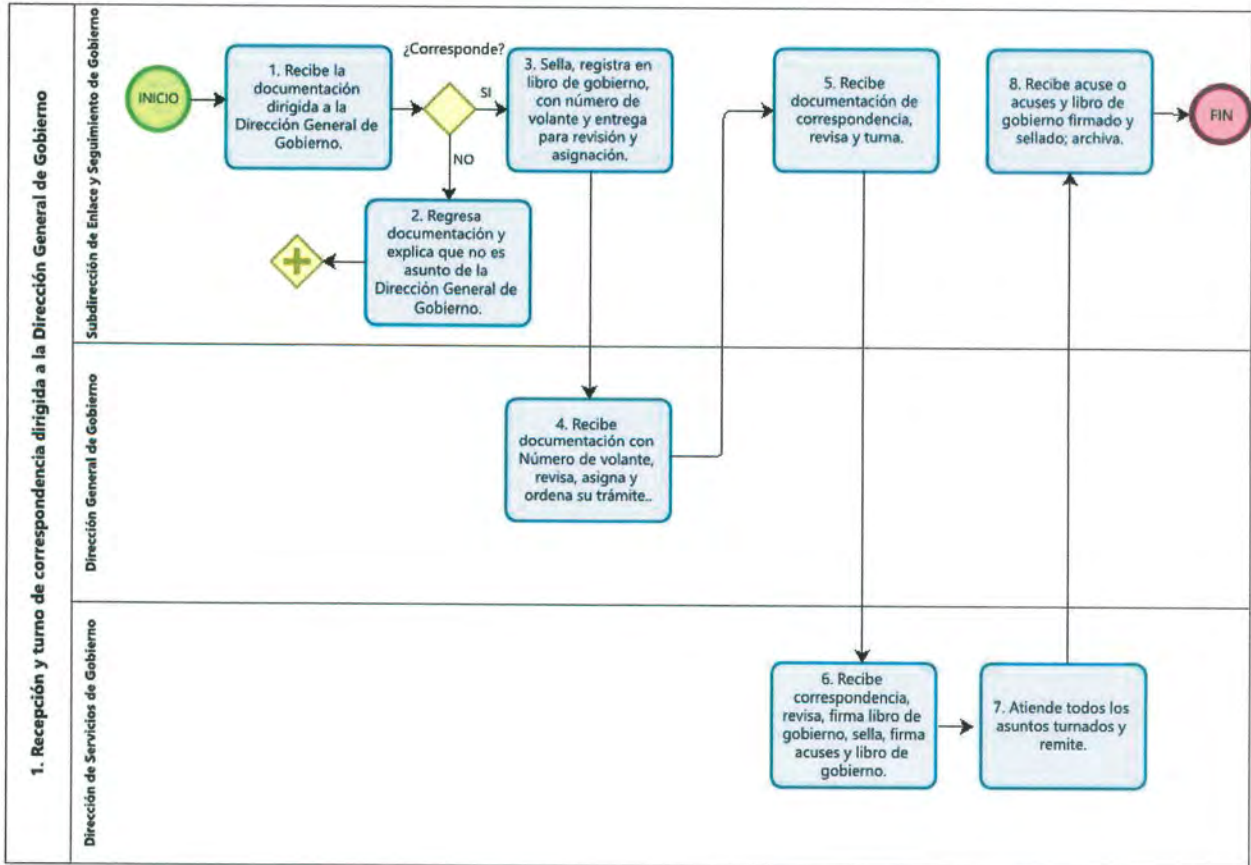 1. Recepción y turno de correspondencia dirigida a la Dirección General de Gobierno
Subdirección de Enlace y Seguimiento de Gobierno
INICIO
1. Recibe la
documentación
dirigida a la
Dirección General de
Gobierno.
¿Corresponde?
SI
NO
2. Regresa
documentación y
explica que no es
asunto de la
Dirección General de
Gobierno.
3. Sella, registra en
libro de gobierno,
con número de
volante y entrega
para revisión y
asignación.
5. Recibe
documentación de
correspondencia,
revisa y turna.
8. Recibe acuse o
acuses y libro de
gobierno firmado y
sellado; archiva.
FIN
Dirección General de Gobierno
4. Recibe
documentación con
Número de volante,
revisa, asigna y
ordena su trámite..
Dirección de Servicios de Gobierno
6. Recibe
correspondencia,
revisa, firma libro de
gobierno, sella, firma
acuses y libro de
gobierno.
7. Atiende todos los
asuntos turnados y
remite.